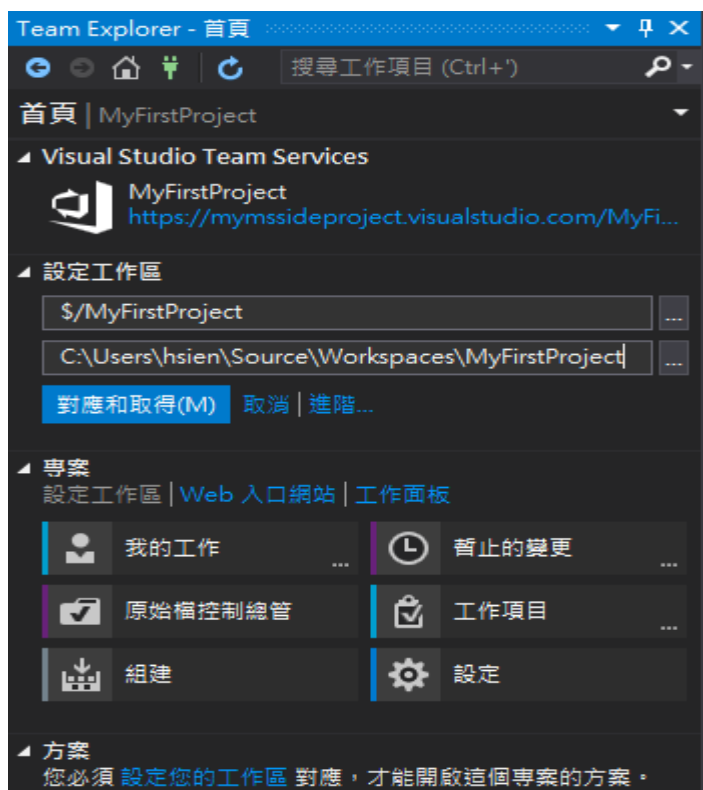 Team Explorer - 首頁
搜尋工作項目 (Ctrl+')
首頁 | MyFirstProject
Visual Studio Team Services
MyFirstProject
https://mymssideproject.visualstudio.com/MyFi...
設定工作區
$/MyFirstProject
...
C:\Users\hsien\Source\Workspaces\MyFirstProject
...
對應和取得(M) 取消 | 進階...
專案
設定工作區 | Web 入口網站 | 工作面板
我的工作 ... 暫止的變更 ...
原始檔控制總管 工作項目 ...
組建 設定
方案
您必須 設定您的工作區 對應，才能開啟這個專案的方案。